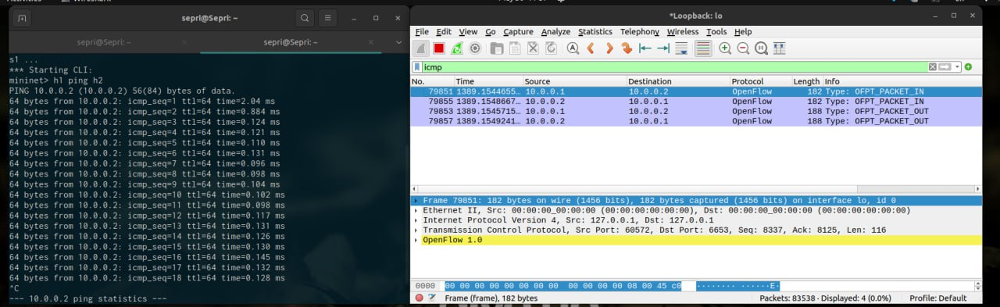 sepri@Sepri: ~
sepri@Sepri: ~
sepri@Sepri: ~
s1 ...
*** Starting CLI:
mininet> h1 ping h2
PING 10.0.0.2 (10.0.0.2) 56(84) bytes of data.
64 bytes from 10.0.0.2: icmp_seq=1 ttl=64 time=2.04 ms
64 bytes from 10.0.0.2: icmp_seq=2 ttl=64 time=0.884 ms
64 bytes from 10.0.0.2: icmp_seq=3 ttl=64 time=0.124 ms
64 bytes from 10.0.0.2: icmp_seq=4 ttl=64 time=0.121 ms
64 bytes from 10.0.0.2: icmp_seq=5 ttl=64 time=0.110 ms
64 bytes from 10.0.0.2: icmp_seq=6 ttl=64 time=0.131 ms
64 bytes from 10.0.0.2: icmp_seq=7 ttl=64 time=0.096 ms
64 bytes from 10.0.0.2: icmp_seq=8 ttl=64 time=0.098 ms
64 bytes from 10.0.0.2: icmp_seq=9 ttl=64 time=0.104 ms
64 bytes from 10.0.0.2: icmp_seq=10 ttl=64 time=0.102 ms
64 bytes from 10.0.0.2: icmp_seq=11 ttl=64 time=0.098 ms
64 bytes from 10.0.0.2: icmp_seq=12 ttl=64 time=0.117 ms
64 bytes from 10.0.0.2: icmp_seq=13 ttl=64 time=0.131 ms
64 bytes from 10.0.0.2: icmp_seq=14 ttl=64 time=0.126 ms
64 bytes from 10.0.0.2: icmp_seq=15 ttl=64 time=0.130 ms
64 bytes from 10.0.0.2: icmp_seq=16 ttl=64 time=0.145 ms
64 bytes from 10.0.0.2: icmp_seq=17 ttl=64 time=0.132 ms
64 bytes from 10.0.0.2: icmp_seq=18 ttl=64 time=0.128 ms
^C
--- 10.0.0.2 ping statistics ---
*Loopback: lo
File Edit View Go Capture Analyze Statistics Telephony Wireless Tools Help
icmp
No. Time Source Destination Protocol Length Info
79851 1389.1544655... 10.0.0.1 10.0.0.2 OpenFlow 182 Type: OFPT_PACKET_IN
79855 1389.1548667... 10.0.0.2 10.0.0.1 OpenFlow 182 Type: OFPT_PACKET_IN
79853 1389.1545715... 10.0.0.1 10.0.0.2 OpenFlow 188 Type: OFPT_PACKET_OUT
79857 1389.1549241... 10.0.0.2 10.0.0.1 OpenFlow 188 Type: OFPT_PACKET_OUT
Frame 79851: 182 bytes on wire (1456 bits), 182 bytes captured (1456 bits) on interface lo, id 0
Ethernet II, Src: 00:00:00_00:00:00 (00:00:00:00:00:00), Dst: 00:00:00_00:00:00 (00:00:00:00:00:00)
Internet Protocol Version 4, Src: 127.0.0.1, Dst: 127.0.0.1
Transmission Control Protocol, Src Port: 60572, Dst Port: 6653, Seq: 8337, Ack: 8125, Len: 116
OpenFlow 1.0
0000 00 00 00 00 00 00 00 00 00 00 00 00 08 00 45 c0 ········ ······E·
Frame (frame), 182 bytes Packets: 83538 · Displayed: 4 (0.0%) Profile: Default